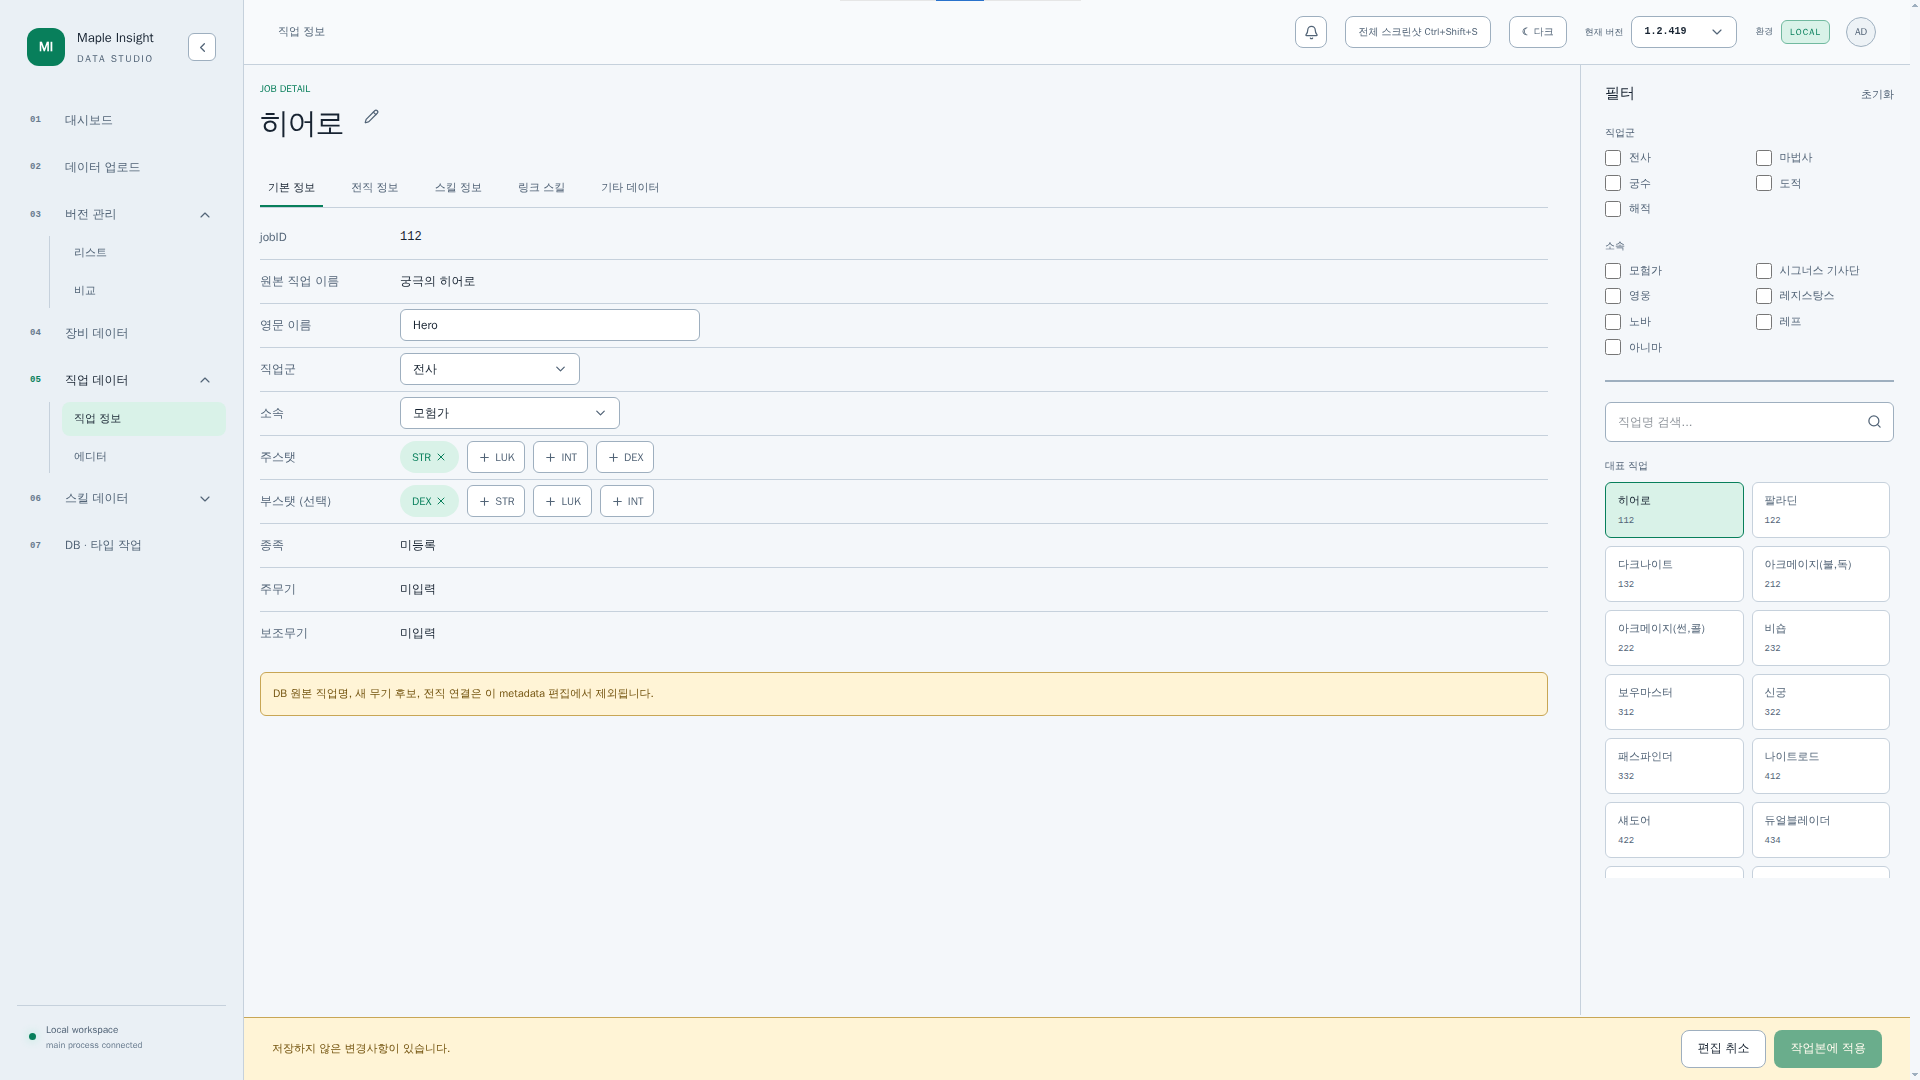 MI
Maple Insight
DATA STUDIO
01 대시보드
02 데이터 업로드
03 버전 관리
리스트
비교
04 장비 데이터
05 직업 데이터
직업 정보
에디터
06 스킬 데이터
07 DB · 타입 작업
Local workspace
main process connected
직업 정보
전체 스크린샷 Ctrl+Shift+S
☾ 다크
현재 버전 1.2.419
환경 LOCAL
AD
JOB DETAIL
히어로
기본 정보 전직 정보 스킬 정보 링크 스킬 기타 데이터
jobID 112
원본 직업 이름 궁극의 히어로
영문 이름 Hero
직업군 전사
소속 모험가
주스탯 STR × + LUK + INT + DEX
부스탯 (선택) DEX × + STR + LUK + INT
종족 미등록
주무기 미입력
보조무기 미입력
DB 원본 직업명, 새 무기 후보, 전직 연결은 이 metadata 편집에서 제외됩니다.
필터 초기화
직업군
전사 마법사
궁수 도적
해적
소속
모험가 시그너스 기사단
영웅 레지스탕스
노바 레프
아니마
직업명 검색...
대표 직업
히어로 팔라딘
112 122
다크나이트 아크메이지(불,독)
132 212
아크메이지(썬,콜) 비숍
222 232
보우마스터 신궁
312 322
패스파인더 나이트로드
332 412
섀도어 듀얼블레이더
422 434
저장하지 않은 변경사항이 있습니다.
편집 취소 작업본에 적용